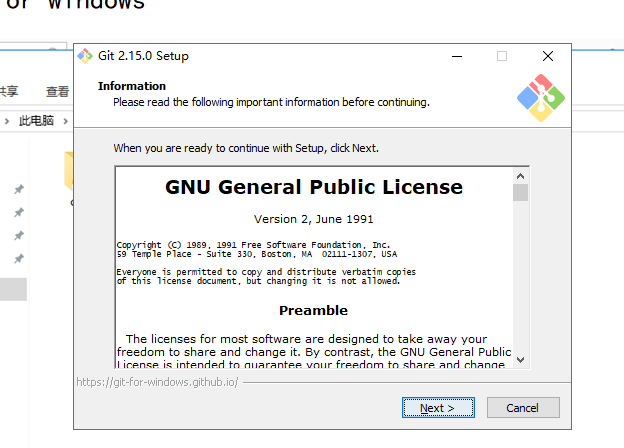 or Windows
Git 2.15.0 Setup
Information
Please read the following important information before continuing.
共享
查看
此电脑
When you are ready to continue with Setup, click Next.
GNU General Public License
Version 2, June 1991
Copyright (C) 1989, 1991 Free Software Foundation, Inc.
59 Temple Place - Suite 330, Boston, MA  02111-1307, USA
Everyone is permitted to copy and distribute verbatim copies
of this license document, but changing it is not allowed.
Preamble
The licenses for most software are designed to take away your
freedom to share and change it. By contrast, the GNU General Public
License is intended to guarantee your freedom to share and change
https://git-for-windows.github.io/
Next >
Cancel